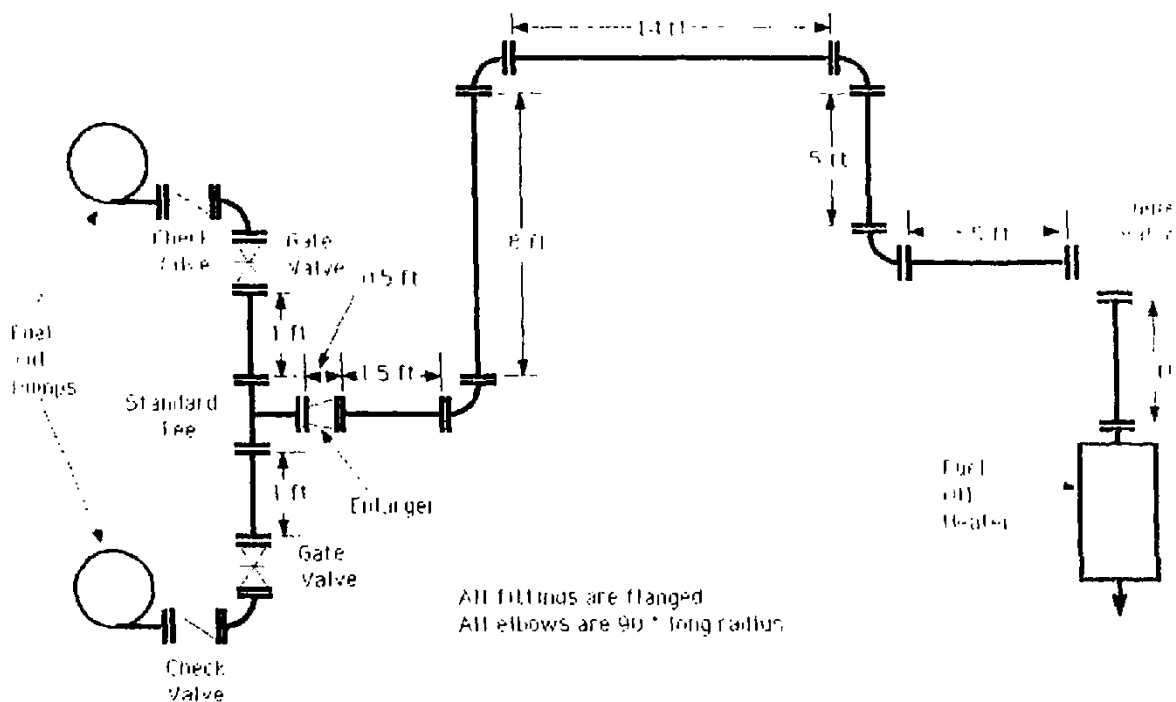 14 ft
8 ft
5 ft
Check
Valve
Gate
Valve
1 ft
1.5 ft
Standard
Tee
1 ft
Enlarger
Gate
Valve
Check
Valve
Fuel
Oil
Pumps
Fuel
Oil
Heater
All fittings are flanged
All elbows are 90 ° long radius